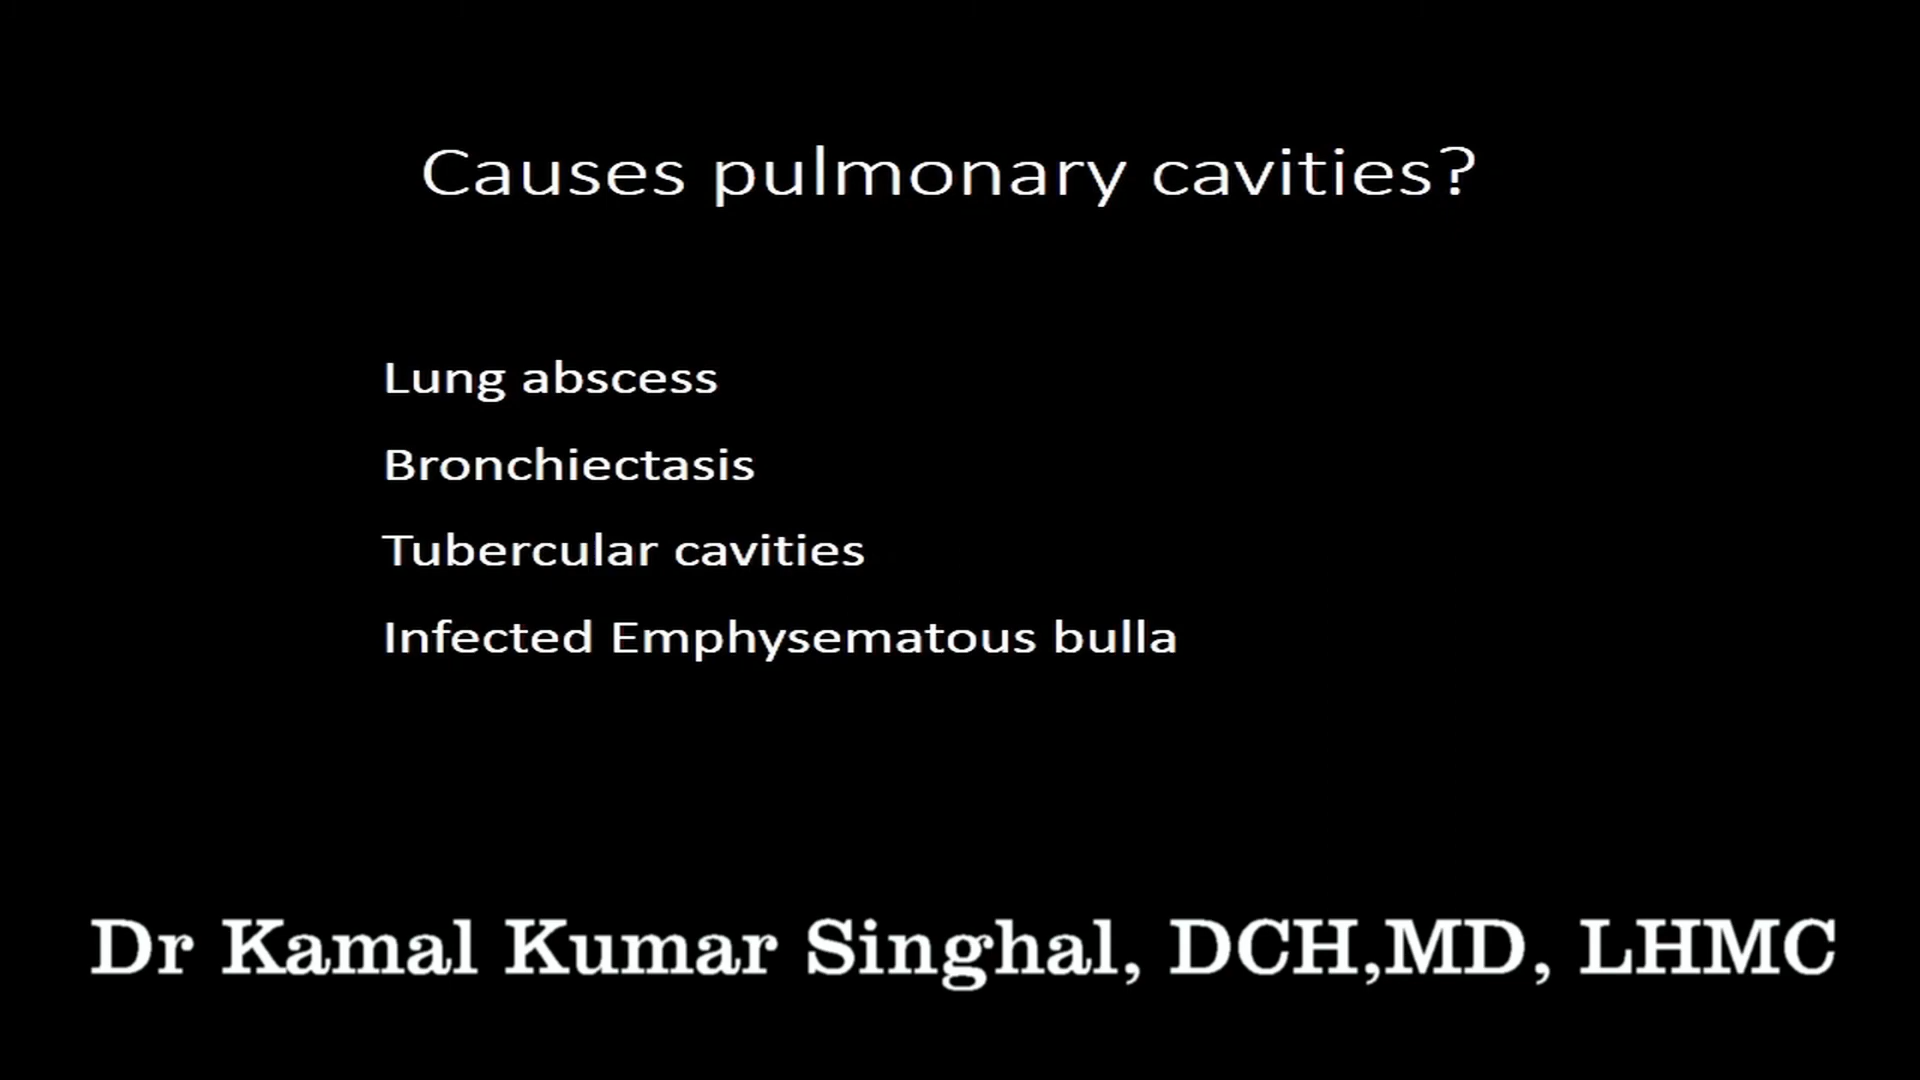 Causes pulmonary cavities?
Lung abscess
Bronchiectasis
Tubercular cavities
Infected Emphysematous bulla
Dr Kamal Kumar Singhal, DCH,MD, LHMC